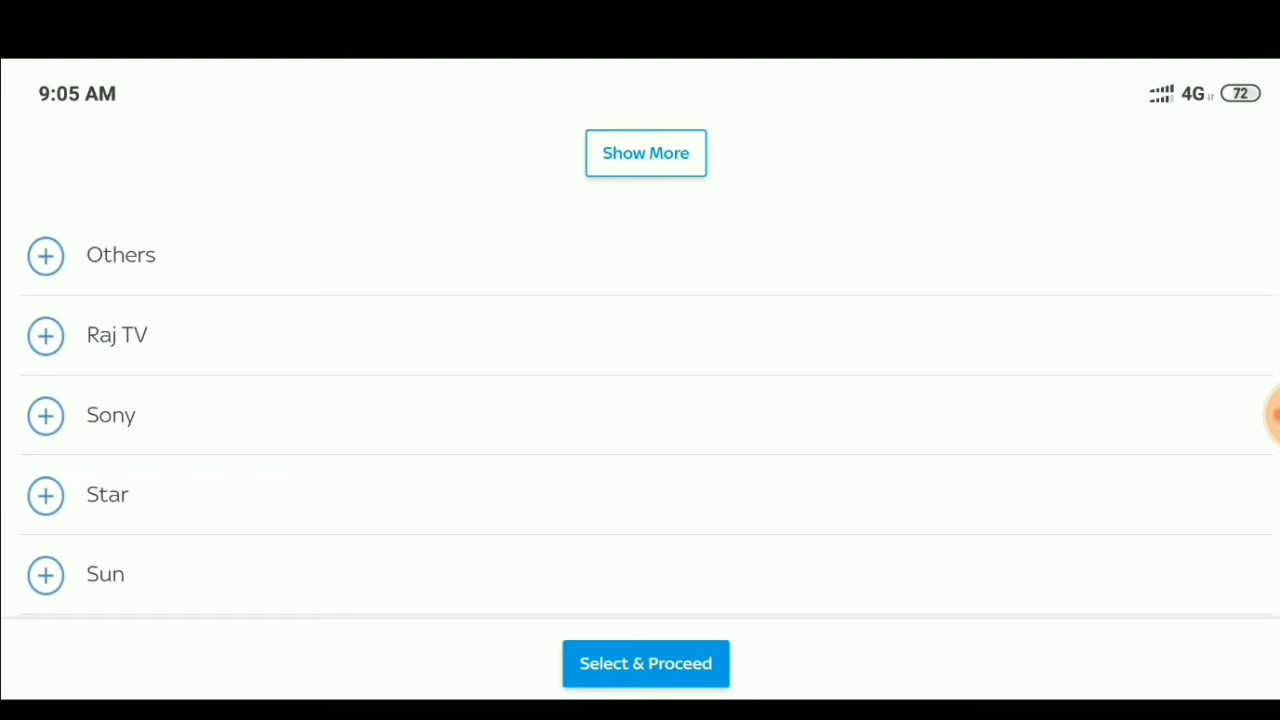 9:05 AM
4G
72
Show More
Others
Raj TV
Sony
Star
Sun
Select & Proceed